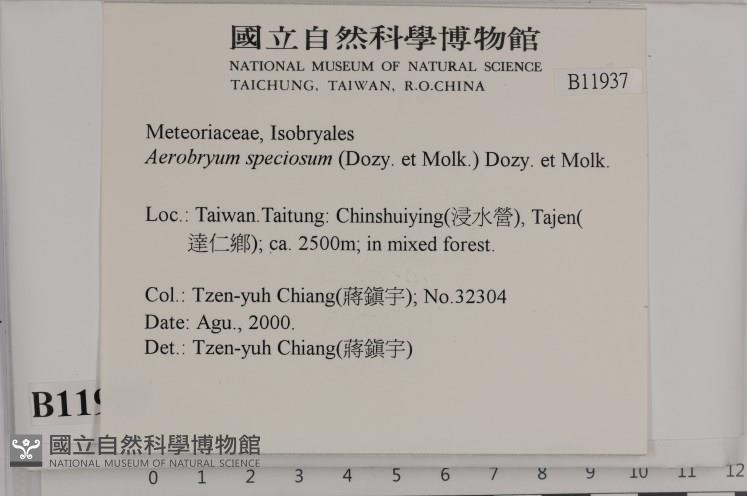 國立自然科學博物館
NATIONAL MUSEUM OF NATURAL SCIENCE
TAICHUNG, TAIWAN, R.O.CHINA
B11937
Meteoriaceae, Isobryales
Aerobryum speciosum (Dozy. et Molk.) Dozy. et Molk.
Loc.: Taiwan.Taitung: Chinshuiying(浸水營), Tajen(
達仁鄉); ca. 2500m; in mixed forest.
Col.: Tzen-yuh Chiang(蔣鎭宇); No.32304
Date: Agu., 2000.
Det.: Tzen-yuh Chiang(蔣鎭宇)
國立自然科學博物館
NATIONAL MUSEUM OF NATURAL SCIENCE
0 1 2 3 4 5 6 7 8 9 10 11 12